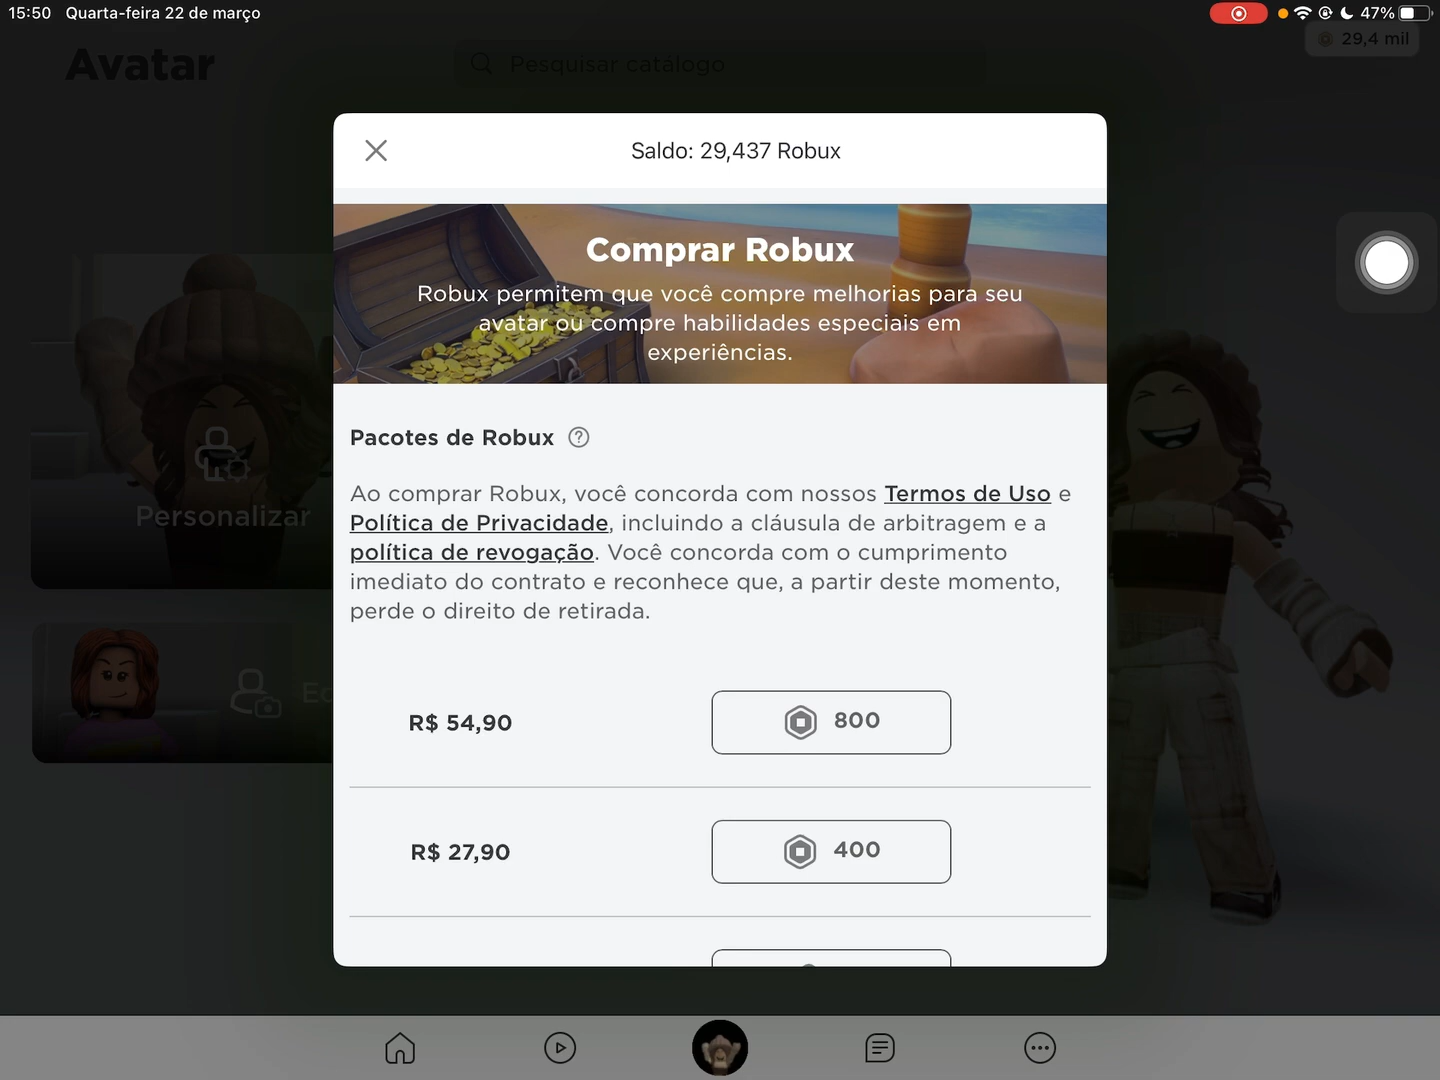 15:50 Quarta-feira 22 de março
47%
29,4 mil
Avatar
Pesquisar catálogo
Saldo: 29,437 Robux
Comprar Robux
Robux permitem que você compre melhorias para seu
avatar ou compre habilidades especiais em
experiências.
Pacotes de Robux
Ao comprar Robux, você concorda com nossos Termos de Uso e
Política de Privacidade, incluindo a cláusula de arbitragem e a
política de revogação. Você concorda com o cumprimento
imediato do contrato e reconhece que, a partir deste momento,
perde o direito de retirada.
Personalizar
R$ 54,90 800
R$ 27,90 400